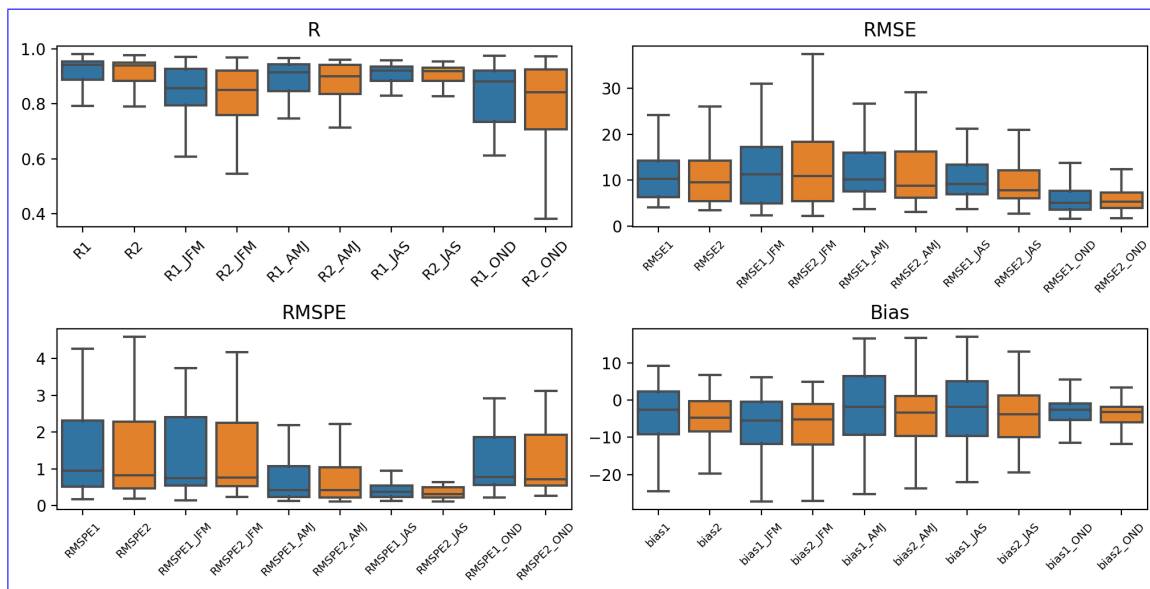 R
1.0
0.8
0.6
0.4
R1
R2
R1_JFM
R2_JFM
R1_AMJ
R2_AMJ
R1_JAS
R2_JAS
R1_OND
R2_OND
RMSE
30
20
10
0
RMSE1
RMSE2
RMSE1_JFM
RMSE2_JFM
RMSE1_AMJ
RMSE2_AMJ
RMSE1_JAS
RMSE2_JAS
RMSE1_OND
RMSE2_OND
RMSPE
4
3
2
1
0
RMSPE1
RMSPE2
RMSPE1_JFM
RMSPE2_JFM
RMSPE1_AMJ
RMSPE2_AMJ
RMSPE1_JAS
RMSPE2_JAS
RMSPE1_OND
RMSPE2_OND
Bias
10
0
−10
−20
bias1
bias2
bias1_JFM
bias2_JFM
bias1_AMJ
bias2_AMJ
bias1_JAS
bias2_JAS
bias1_OND
bias2_OND